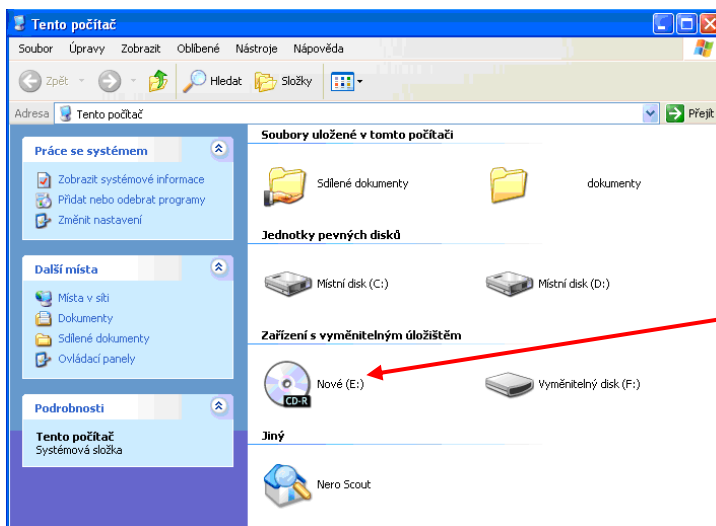 Tento počítač
Soubor Úpravy Zobrazit Oblíbené Nástroje Nápověda
Zpět Hledat Složky
Adresa Tento počítač Přejít
Práce se systémem
Zobrazit systémové informace
Přidat nebo odebrat programy
Změnit nastavení
Další místa
Místa v síti
Dokumenty
Sdílené dokumenty
Ovládací panely
Podrobnosti
Tento počítač
Systémová složka
Soubory uložené v tomto počítači
Sdílené dokumenty dokumenty
Jednotky pevných disků
Místní disk (C:) Místní disk (D:)
Zařízení s vyměnitelným úložištěm
Nové (E:) Vyměnitelný disk (F:)
CD-R
Jiný
Nero Scout